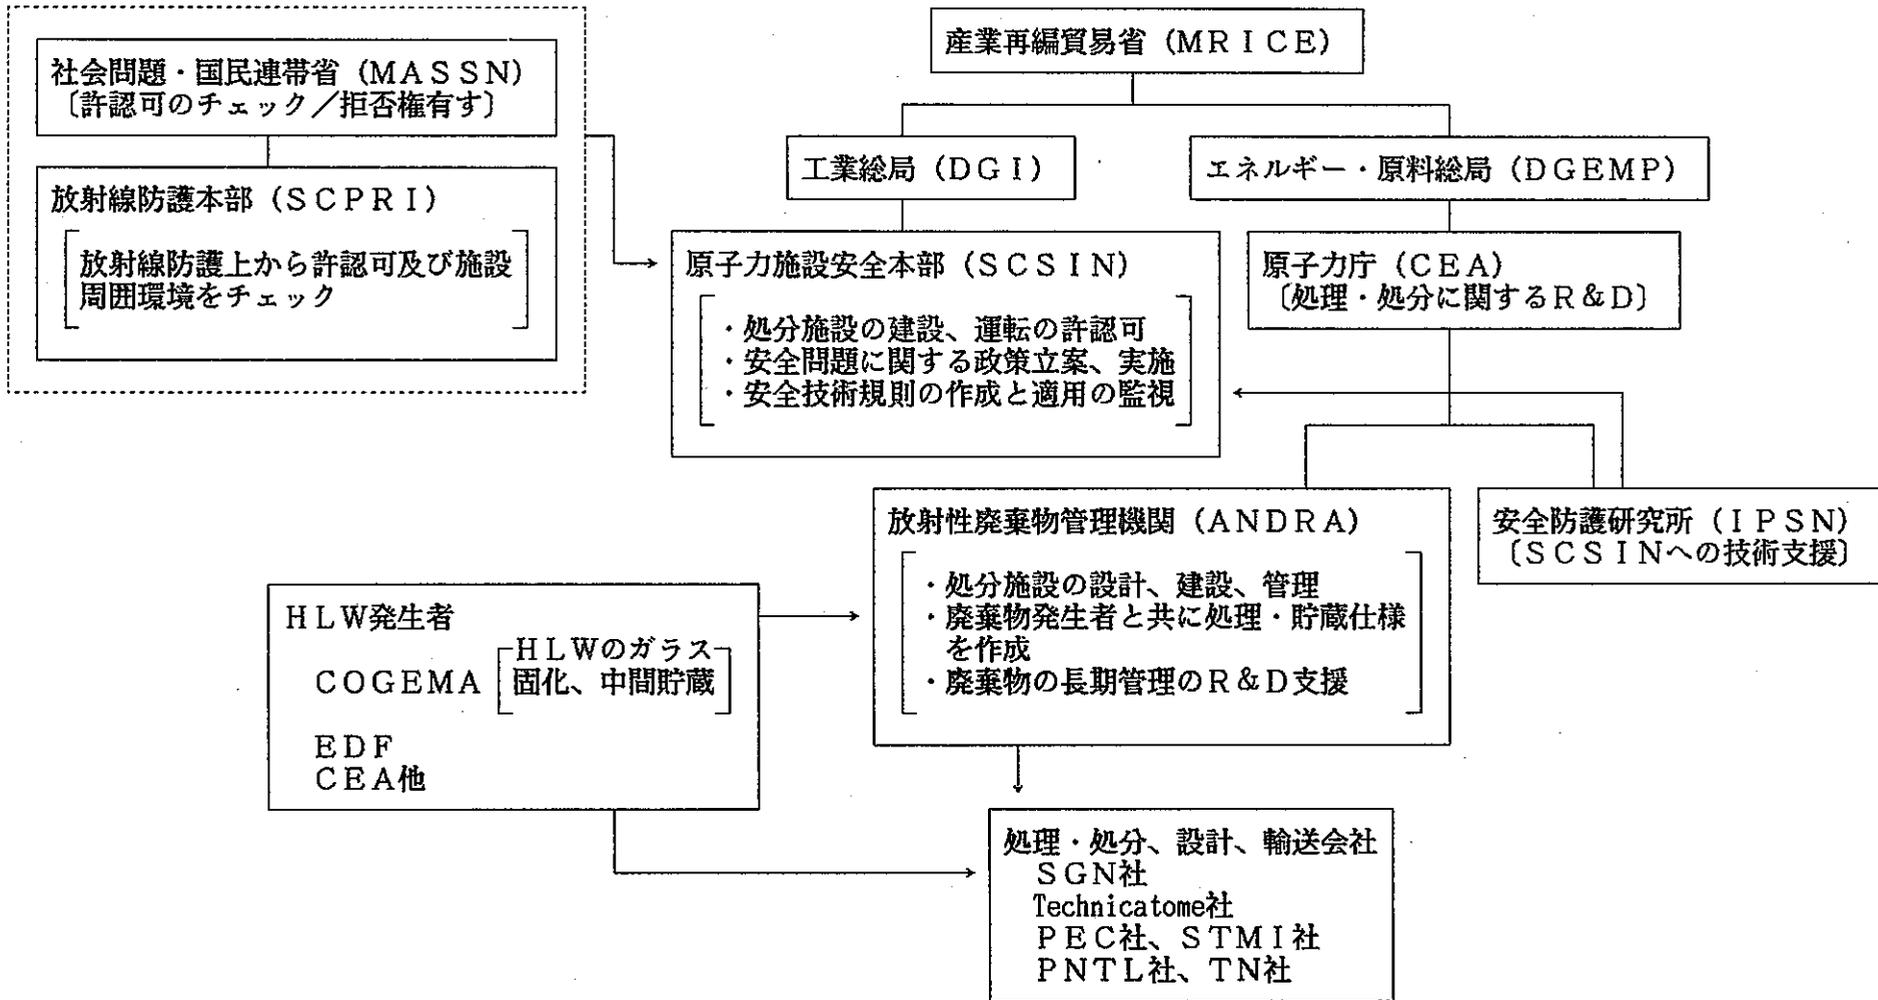 産業再編貿易省（ＭＲＩＣＥ）
社会問題・国民連帯省（ＭＡＳＳＮ）
〔許認可のチェック／拒否権有す〕
放射線防護本部（ＳＣＰＲＩ）
放射線防護上から許認可及び施設
周囲環境をチェック
工業総局（ＤＧＩ）
エネルギー・原料総局（ＤＧＥＭＰ）
原子力施設安全本部（ＳＣＳＩＮ）
・処分施設の建設、運転の許認可
・安全問題に関する政策立案、実施
・安全技術規則の作成と適用の監視
原子力庁（ＣＥＡ）
〔処理・処分に関するＲ＆Ｄ〕
放射性廃棄物管理機関（ＡＮＤＲＡ）
・処分施設の設計、建設、管理
・廃棄物発生者と共に処理・貯蔵仕様
を作成
・廃棄物の長期管理のＲ＆Ｄ支援
安全防護研究所（ＩＰＳＮ）
〔ＳＣＳＩＮへの技術支援〕
ＨＬＷ発生者
ＨＬＷのガラス
ＣＯＧＥＭＡ 固化、中間貯蔵
ＥＤＦ
ＣＥＡ他
処理・処分、設計、輸送会社
ＳＧＮ社
Technicatome社
ＰＥＣ社、ＳＴＭＩ社
ＰＮＴＬ社、ＴＮ社